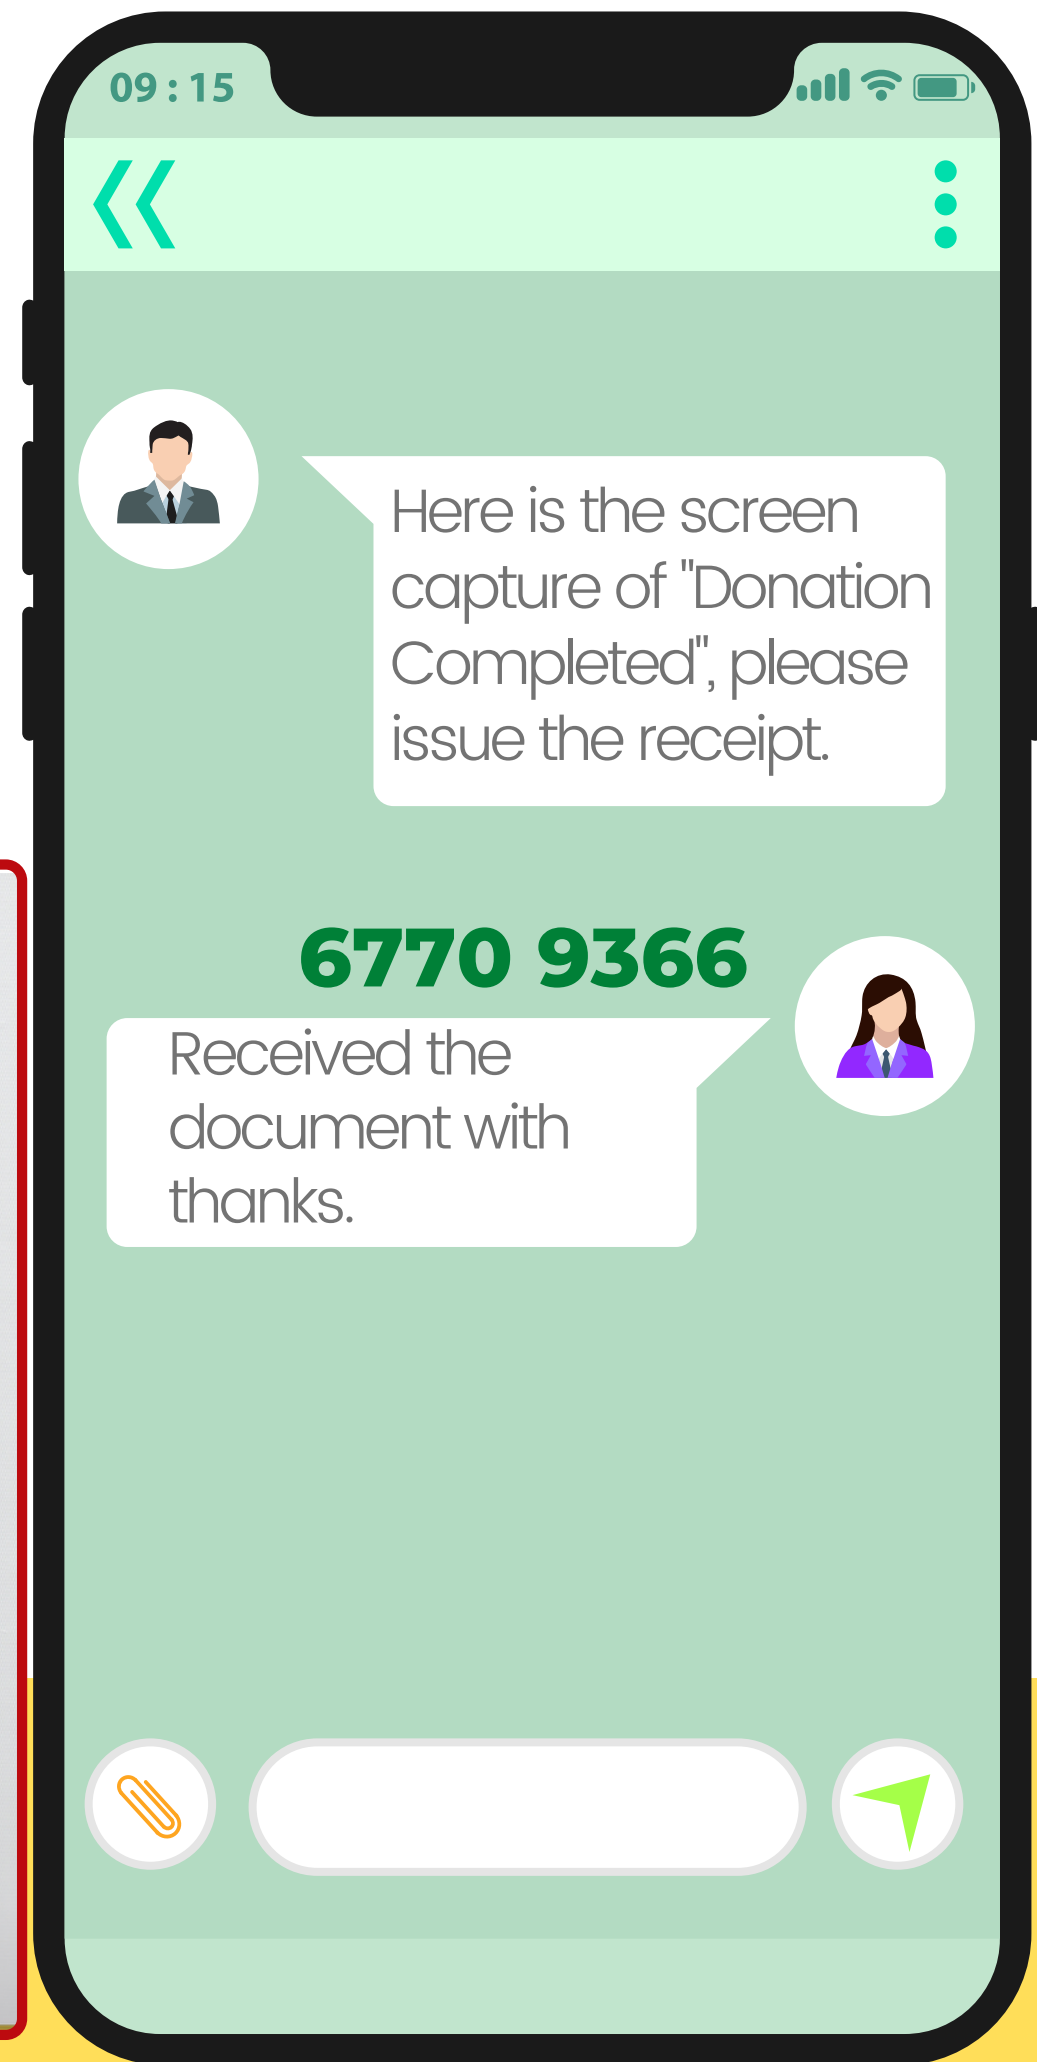 09 : 15
Here is the screen
capture of "Donation
Completed", please
issue the receipt.
6770 9366
Received the
document with
thanks.